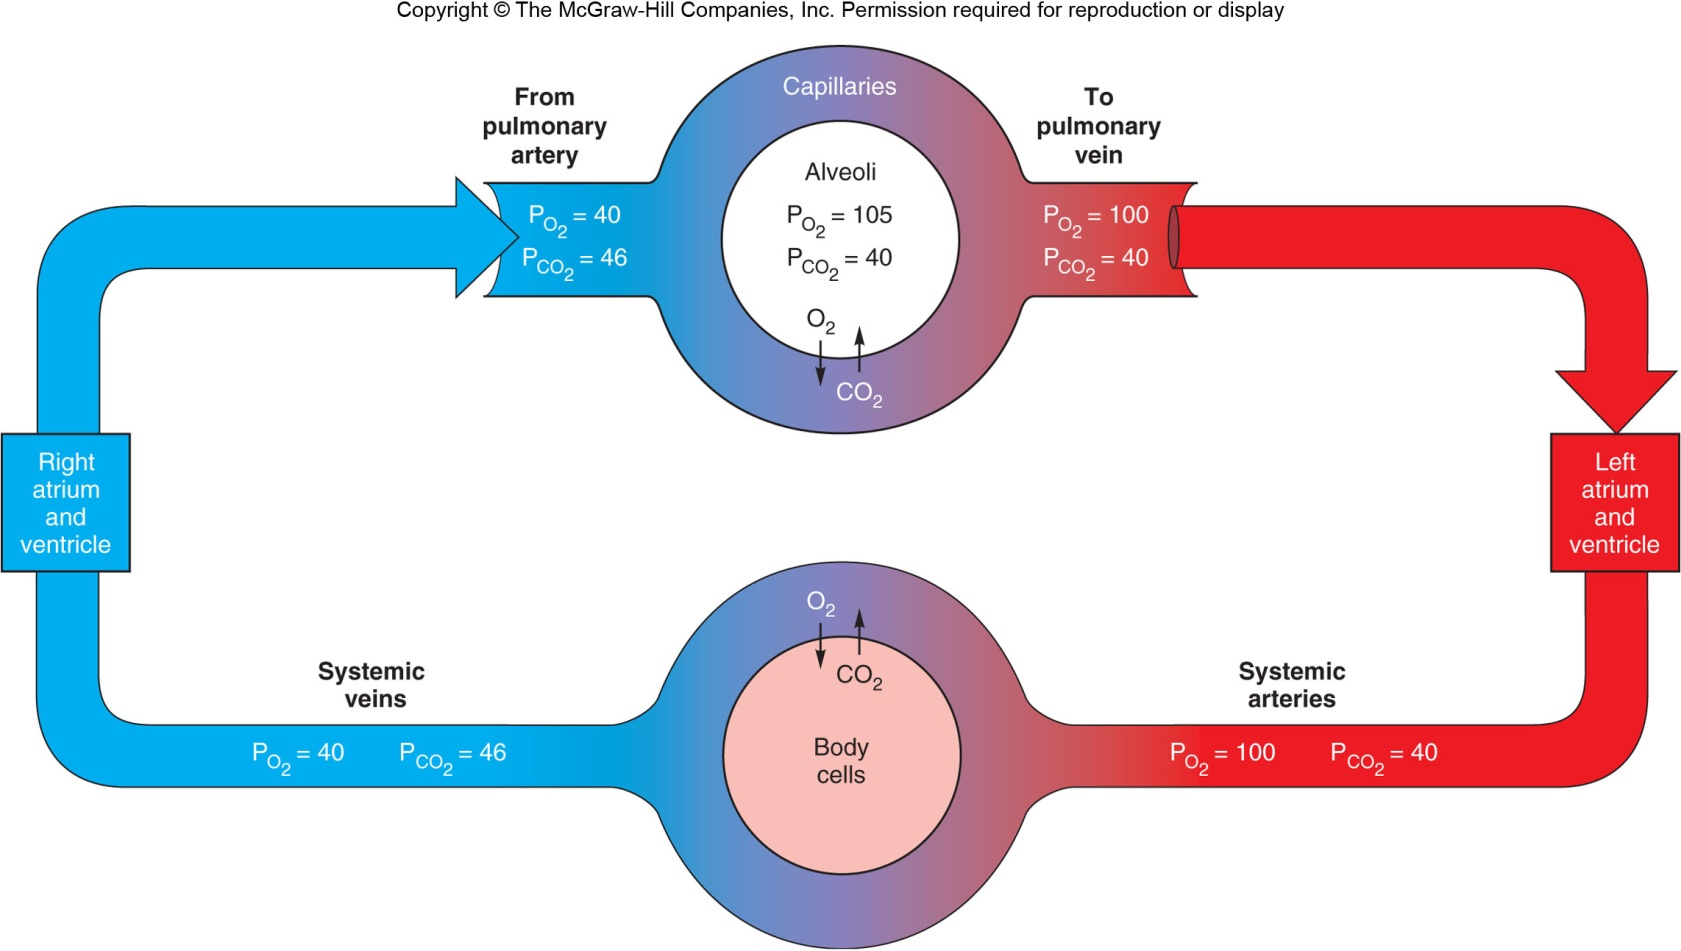 Copyright © The McGraw-Hill Companies, Inc. Permission required for reproduction or display
Capillaries
From
pulmonary
artery
To
pulmonary
vein
Alveoli
PO2 = 40
PCO2 = 46
PO2 = 105
PCO2 = 40
PO2 = 100
PCO2 = 40
O2
CO2
Right
atrium
and
ventricle
Left
atrium
and
ventricle
O2
CO2
Systemic
veins
Systemic
arteries
Body
cells
PO2 = 40 PCO2 = 46
PO2 = 100 PCO2 = 40